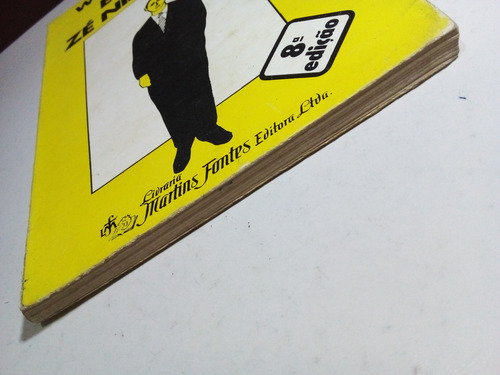 ZÉ
8ª
edição
Livraria
Martins Fontes Editora Ltda.